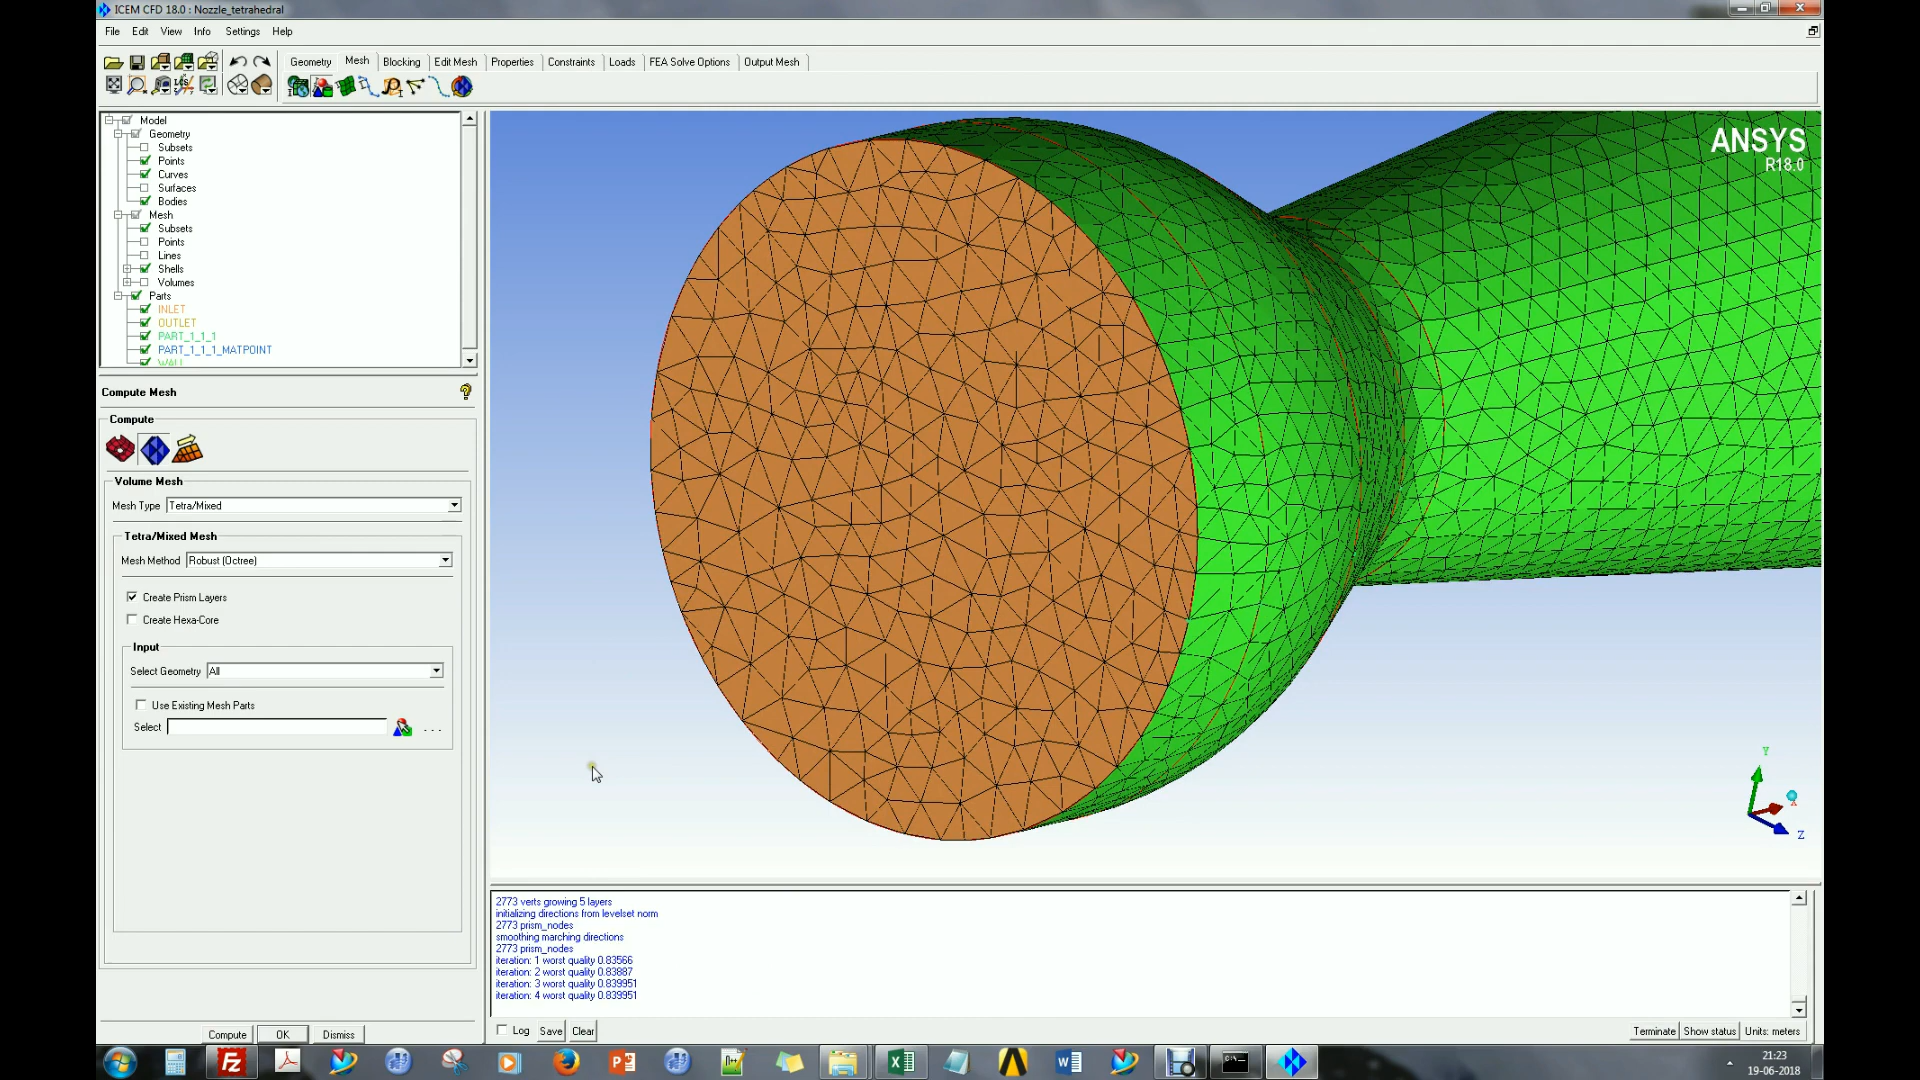 ICEM CFD 18.0 : Nozzle_tetrahedral
File Edit View Info Settings Help
Geometry Mesh Blocking Edit Mesh Properties Constraints Loads FEA Solve Options Output Mesh
Model
Geometry
Subsets
Points
Curves
Surfaces
Bodies
Mesh
Subsets
Points
Lines
Shells
Volumes
Parts
INLET
OUTLET
PART_1_1_1
PART_1_1_1_MATPOINT
WALL
Compute Mesh
Compute
Volume Mesh
Mesh Type Tetra/Mixed
Tetra/Mixed Mesh
Mesh Method Robust (Octree)
Create Prism Layers
Create Hexa-Core
Input
Select Geometry All
Use Existing Mesh Parts
Select
...
Compute OK Dismiss
ANSYS
R18.0
Y
Z
2773 verts growing 5 layers
initializing directions from levelset norm
2773 prism_nodes
smoothing marching directions
2773 prism_nodes
iteration: 1 worst quality 0.83566
iteration: 2 worst quality 0.83887
iteration: 3 worst quality 0.839951
iteration: 4 worst quality 0.839951
Log Save Clear
Terminate Show status Units: meters
21:23
19-06-2018